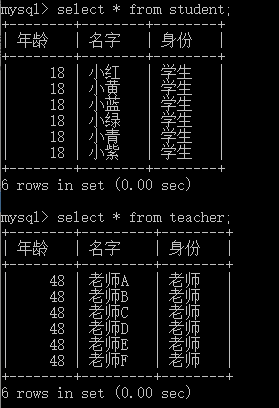 mysql> select * from student;
+--------+--------+--------+
| 年龄 | 名字 | 身份 |
+--------+--------+--------+
| 18 | 小红 | 学生 |
| 18 | 小黄 | 学生 |
| 18 | 小蓝 | 学生 |
| 18 | 小绿 | 学生 |
| 18 | 小青 | 学生 |
| 18 | 小紫 | 学生 |
+--------+--------+--------+
6 rows in set (0.00 sec)
mysql> select * from teacher;
+--------+---------+--------+
| 年龄 | 名字 | 身份 |
+--------+---------+--------+
| 48 | 老师A | 老师 |
| 48 | 老师B | 老师 |
| 48 | 老师C | 老师 |
| 48 | 老师D | 老师 |
| 48 | 老师E | 老师 |
| 48 | 老师F | 老师 |
+--------+---------+--------+
6 rows in set (0.00 sec)